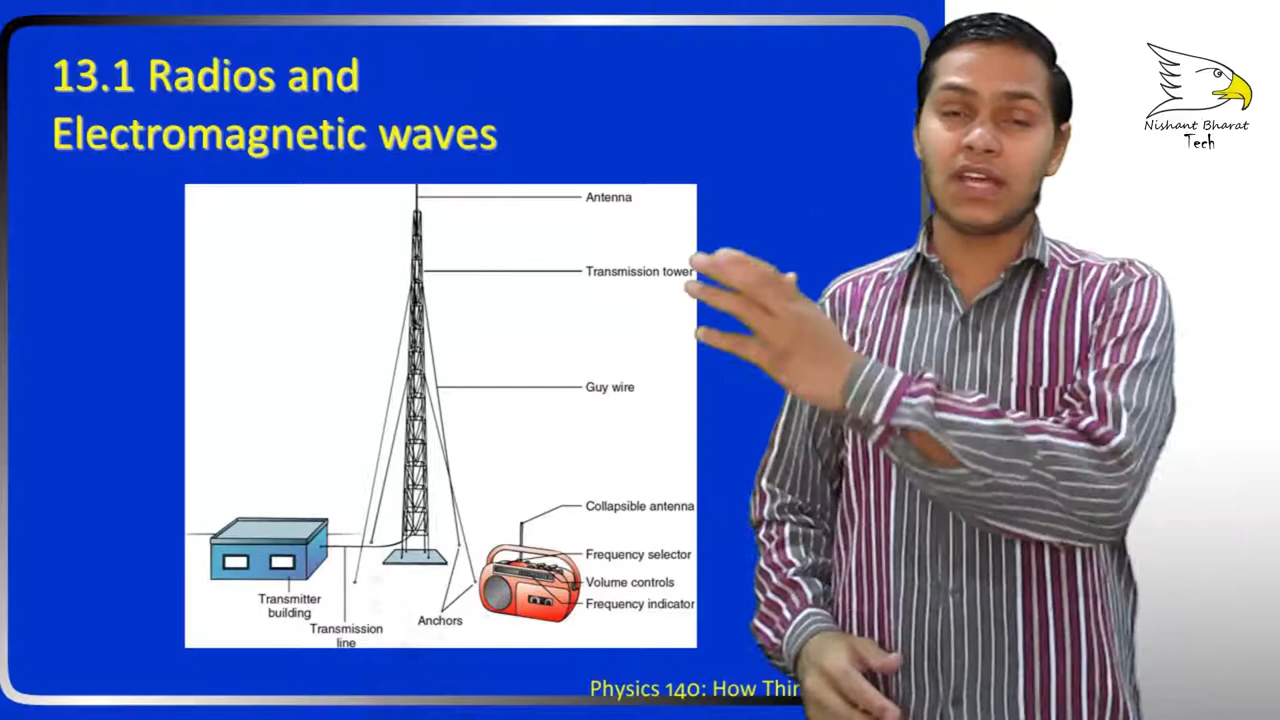 13.1 Radios and
Electromagnetic waves
Nishant Bharat
Tech
Antenna
Transmission tower
Guy wire
Collapsible antenna
Frequency selector
Volume controls
Frequency indicator
Transmitter
building
Transmission
line
Anchors
Physics 140: How